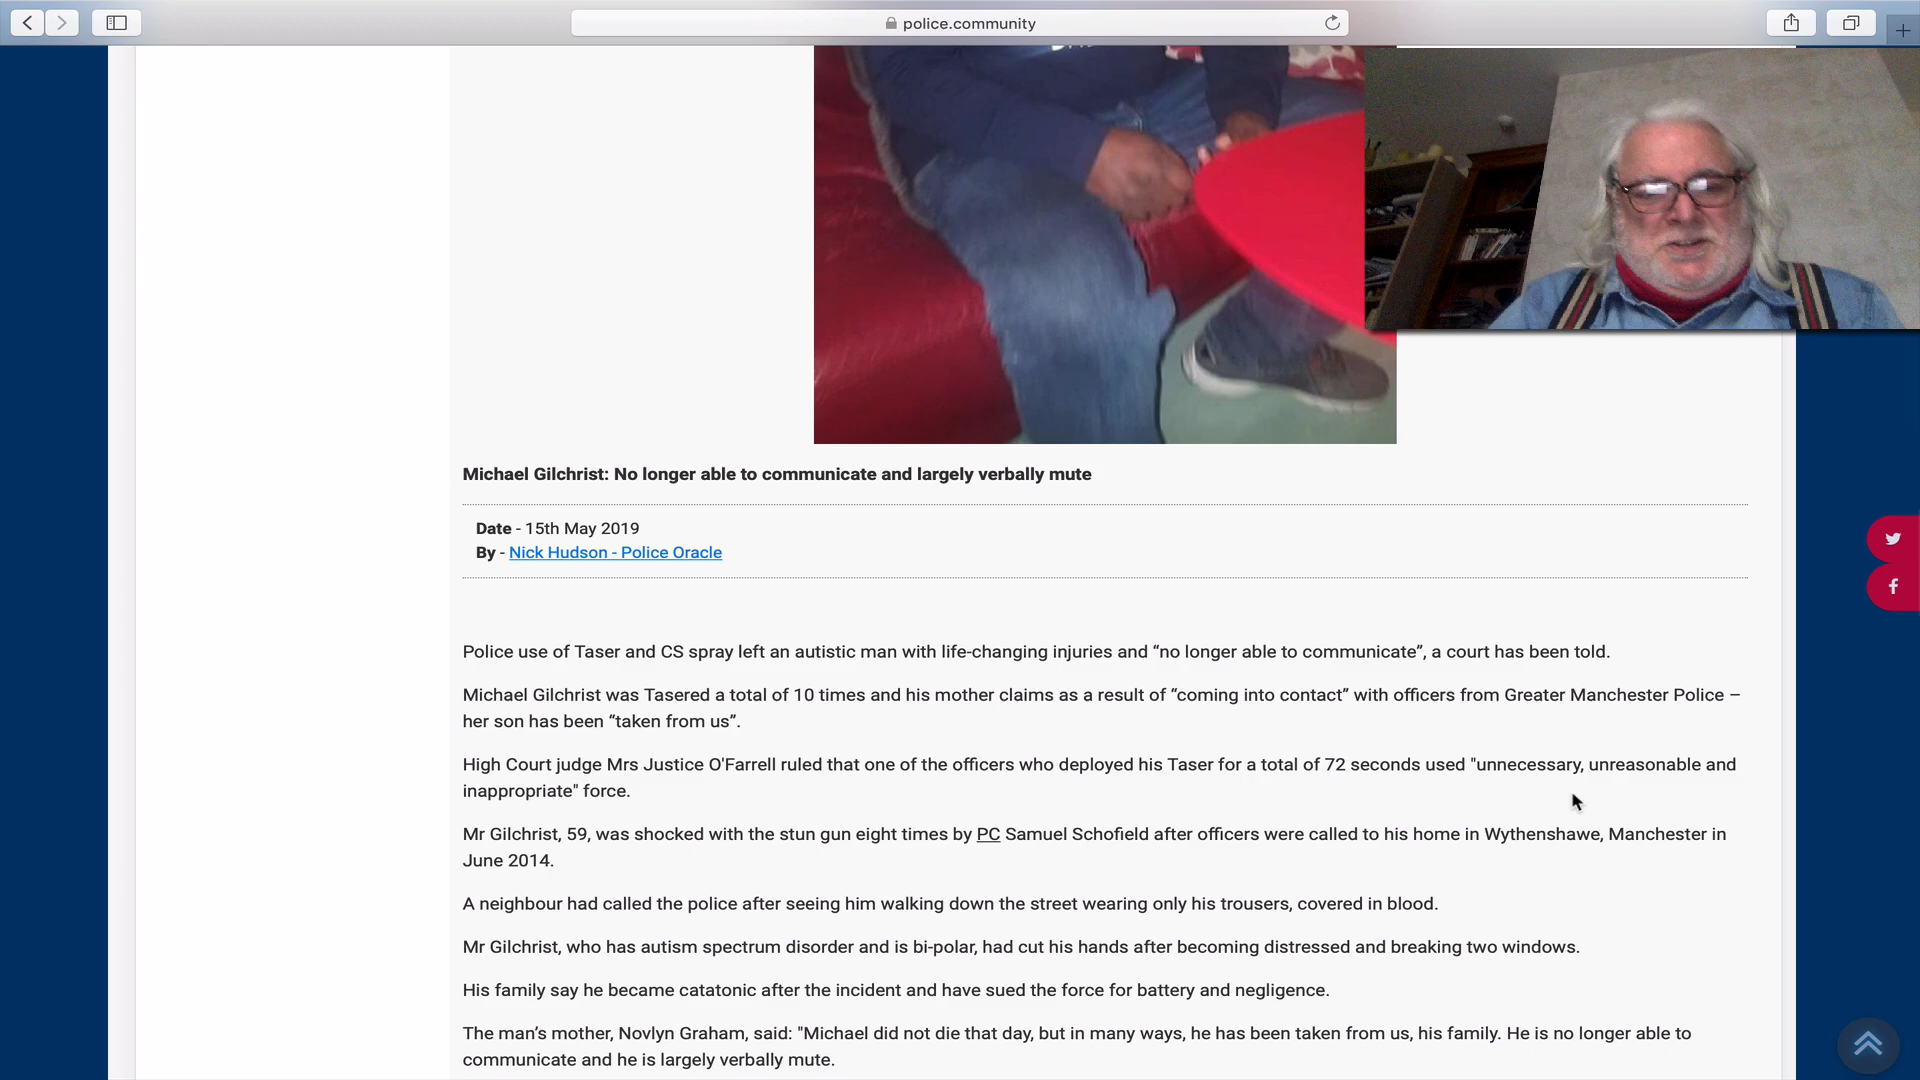 police.community
Michael Gilchrist: No longer able to communicate and largely verbally mute
Date - 15th May 2019
By - Nick Hudson - Police Oracle
Police use of Taser and CS spray left an autistic man with life-changing injuries and “no longer able to communicate”, a court has been told.
Michael Gilchrist was Tasered a total of 10 times and his mother claims as a result of “coming into contact” with officers from Greater Manchester Police –
her son has been “taken from us”.
High Court judge Mrs Justice O'Farrell ruled that one of the officers who deployed his Taser for a total of 72 seconds used "unnecessary, unreasonable and
inappropriate" force.
Mr Gilchrist, 59, was shocked with the stun gun eight times by PC Samuel Schofield after officers were called to his home in Wythenshawe, Manchester in
June 2014.
A neighbour had called the police after seeing him walking down the street wearing only his trousers, covered in blood.
Mr Gilchrist, who has autism spectrum disorder and is bi-polar, had cut his hands after becoming distressed and breaking two windows.
His family say he became catatonic after the incident and have sued the force for battery and negligence.
The man’s mother, Novlyn Graham, said: "Michael did not die that day, but in many ways, he has been taken from us, his family. He is no longer able to
communicate and he is largely verbally mute.